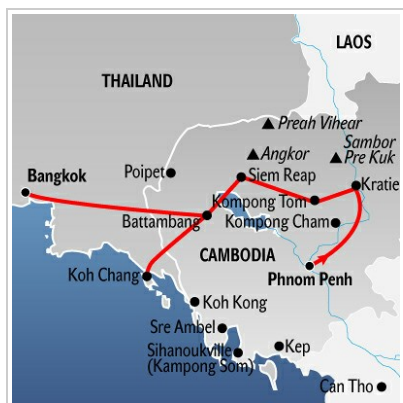 LAOS
THAILAND
Preah Vihear
Sambor
Pre Kuk
Angkor
Poipet
Siem Reap
Bangkok
Kratie
Kompong Tom
Battambang
Kompong Cham
CAMBODIA
Koh Chang
Phnom Penh
Koh Kong
Sre Ambel
Kep
Sihanoukville
(Kampong Som)
Can Tho